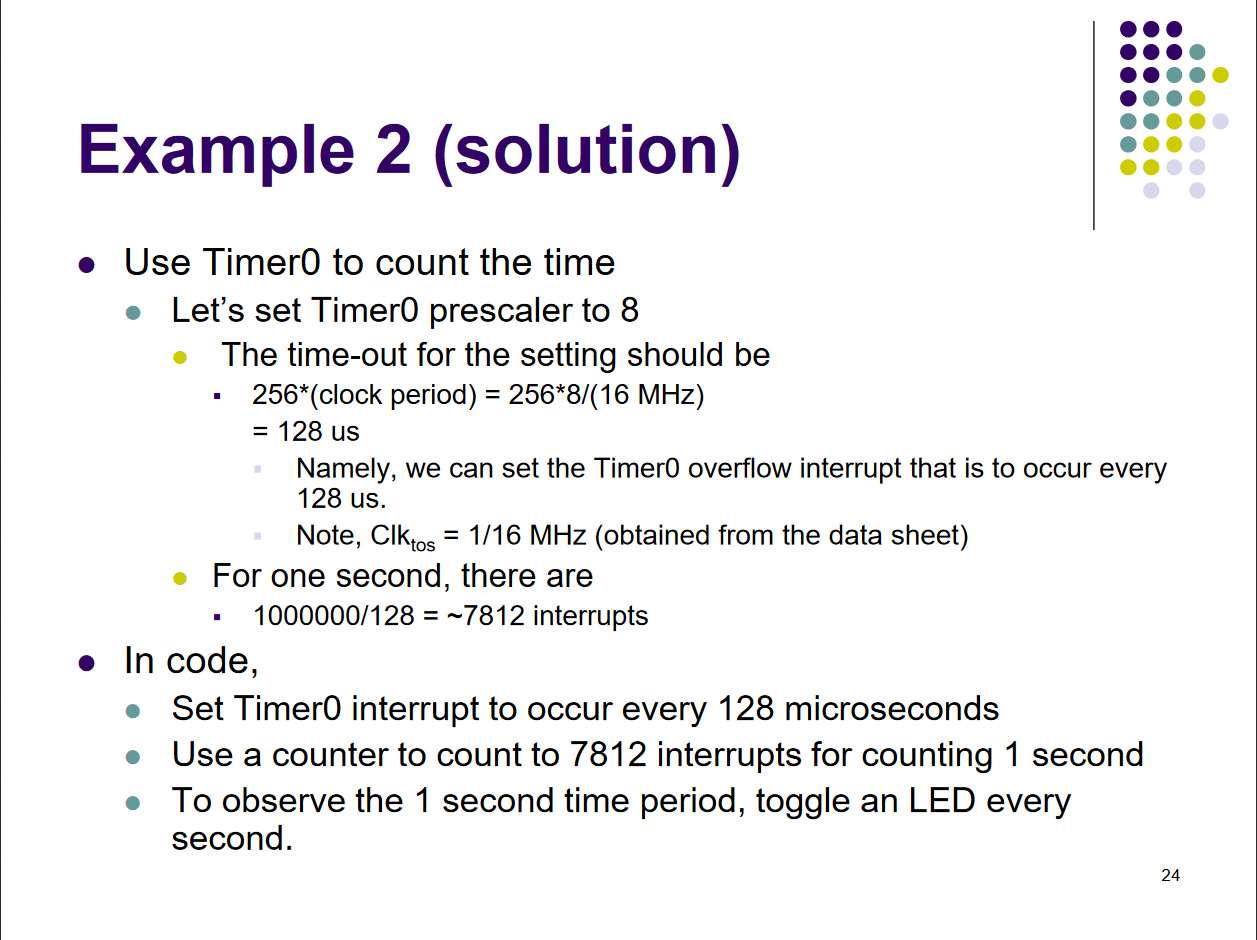 Example 2 (solution)
Use Timer0 to count the time
Let’s set Timer0 prescaler to 8
The time-out for the setting should be
256*(clock period) = 256*8/(16 MHz)
= 128 us
Namely, we can set the Timer0 overflow interrupt that is to occur every
128 us.
Note, Clktos = 1/16 MHz (obtained from the data sheet)
For one second, there are
1000000/128 = ~7812 interrupts
In code,
Set Timer0 interrupt to occur every 128 microseconds
Use a counter to count to 7812 interrupts for counting 1 second
To observe the 1 second time period, toggle an LED every
second.
24